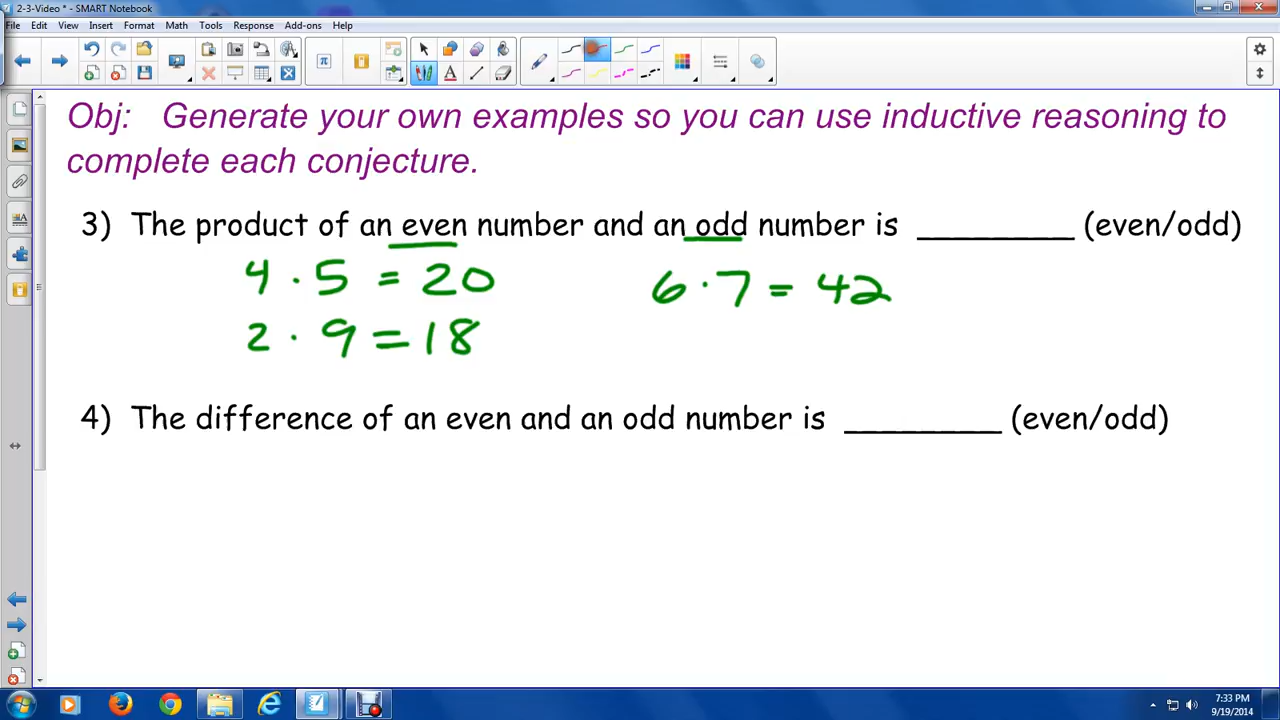 2-3-Video * - SMART Notebook
File Edit View Insert Format Math Tools Response Add-ons Help
Obj: Generate your own examples so you can use inductive reasoning to
complete each conjecture.
3) The product of an even number and an odd number is ________ (even/odd)
4 · 5 = 20 6 · 7 = 42
2 · 9 = 18
4) The difference of an even and an odd number is ________ (even/odd)
7:33 PM
9/19/2014